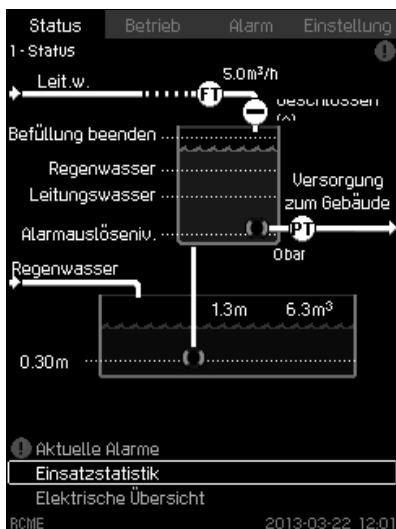 Status Betrieb Alarm Einstellung
1 - Status
Leit.w.
5.0m³/h
FT
Befüllung beenden
Regenwasser
Leitungswasser
Versorgung
zum Gebäude
Alarmauslöseniv.
PT
0bar
Regenwasser
1.3m 6.3m³
0.30m
Aktuelle Alarme
Einsatzstatistik
Elektrische Übersicht
RCME 2013-03-22 12:01